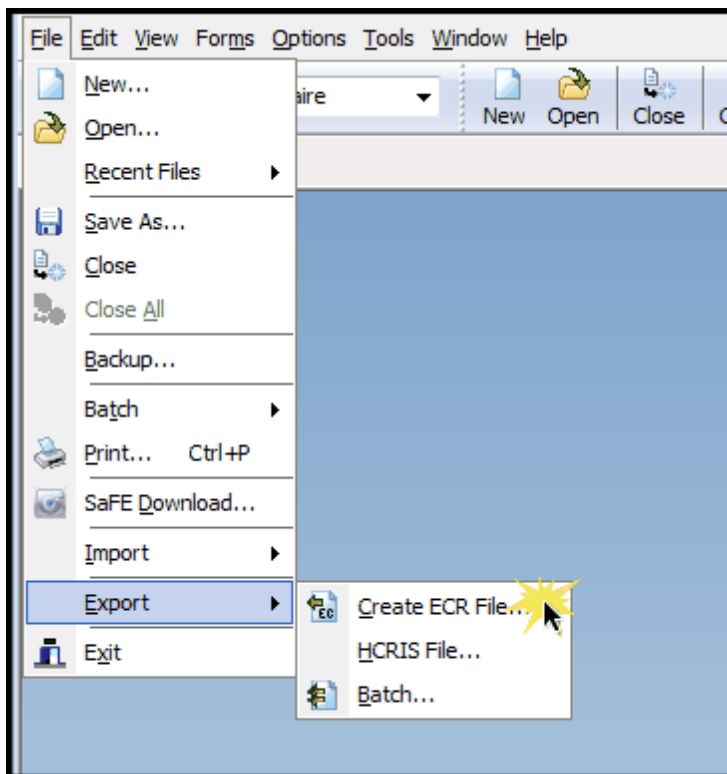 File Edit View Forms Options Tools Window Help
New...
aire
New Open Close
Open...
Recent Files
Save As...
Close
Close All
Backup...
Batch
Print... Ctrl+P
SaFE Download...
Import
Export
Create ECR File...
Exit
HCRIS File...
Batch...